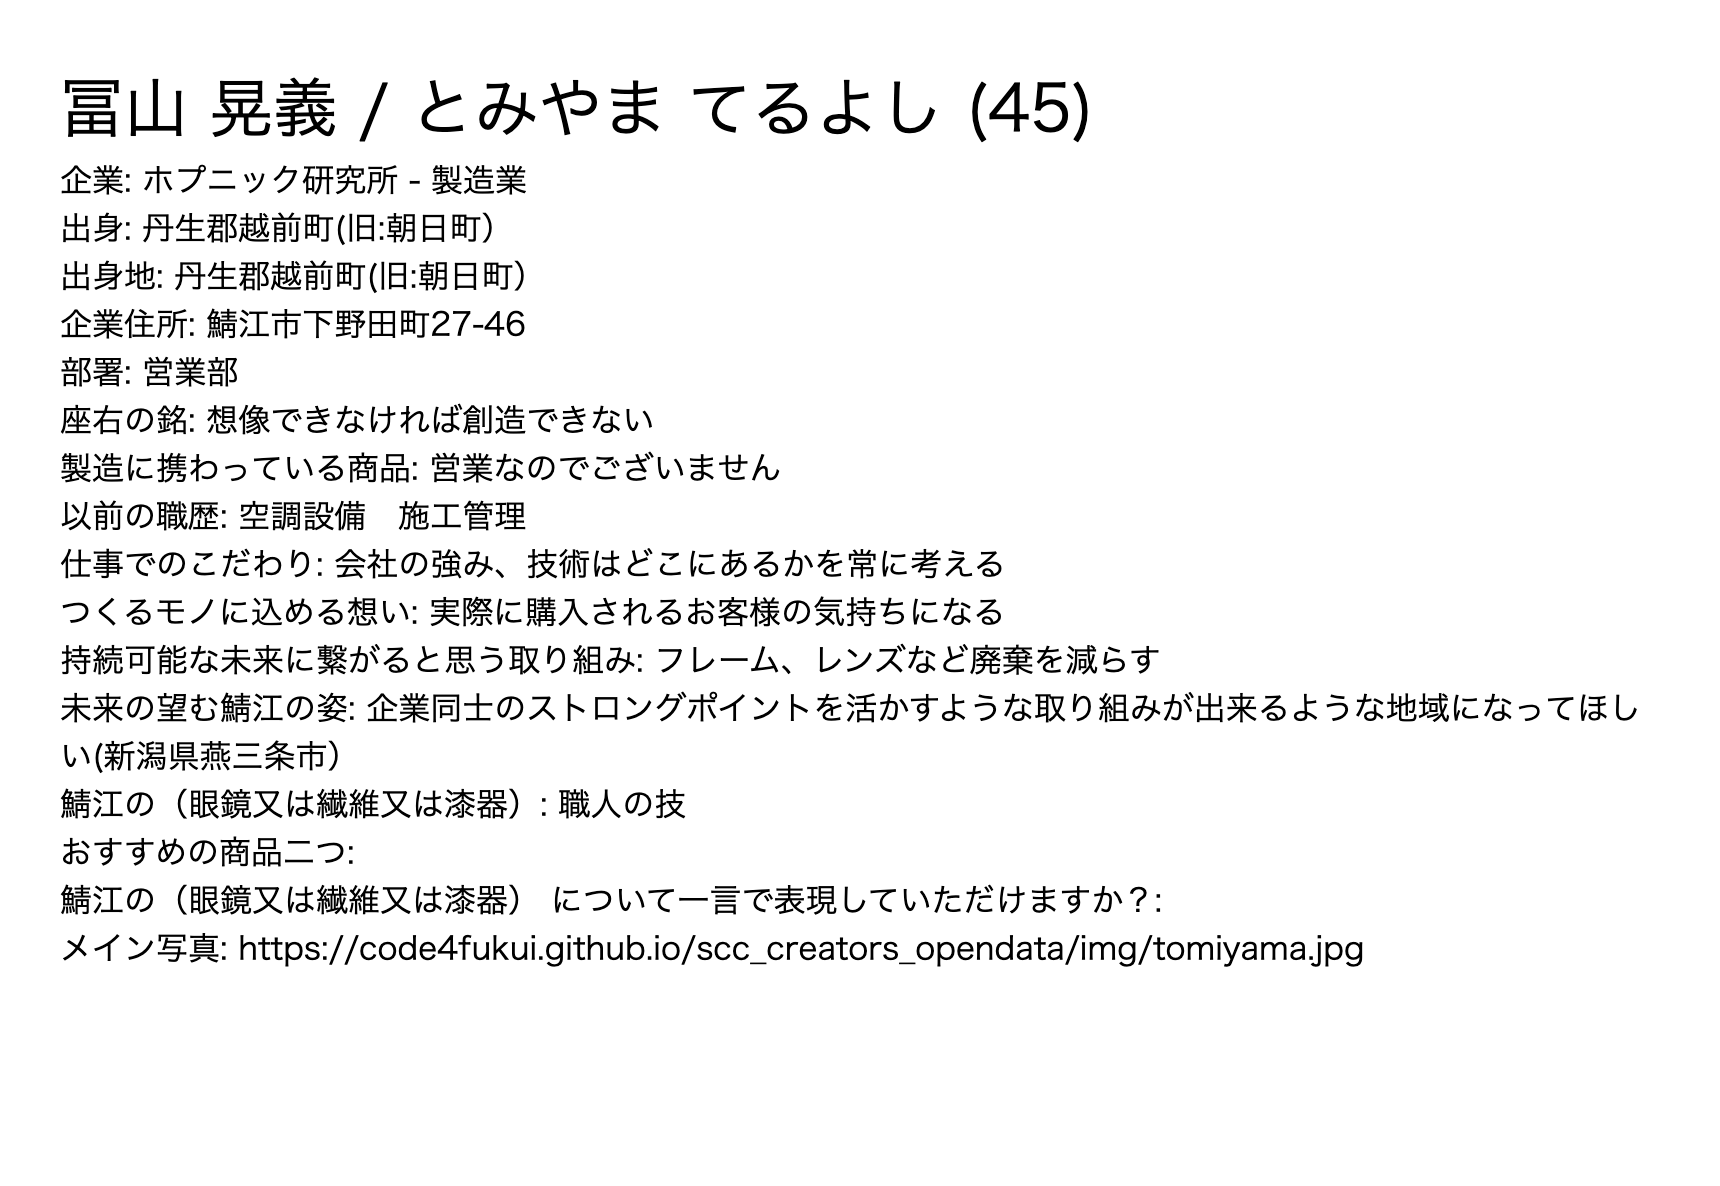 冨山 晃義 / とみやま てるよし (45)
企業: ホプニック研究所 - 製造業
出身: 丹生郡越前町(旧:朝日町）
出身地: 丹生郡越前町(旧:朝日町）
企業住所: 鯖江市下野田町27-46
部署: 営業部
座右の銘: 想像できなければ創造できない
製造に携わっている商品: 営業なのでございません
以前の職歴: 空調設備　施工管理
仕事でのこだわり: 会社の強み、技術はどこにあるかを常に考える
つくるモノに込める想い: 実際に購入されるお客様の気持ちになる
持続可能な未来に繋がると思う取り組み: フレーム、レンズなど廃棄を減らす
未来の望む鯖江の姿: 企業同士のストロングポイントを活かすような取り組みが出来るような地域になってほし
い(新潟県燕三条市）
鯖江の（眼鏡又は繊維又は漆器）: 職人の技
おすすめの商品二つ:
鯖江の（眼鏡又は繊維又は漆器） について一言で表現していただけますか？:
メイン写真: https://code4fukui.github.io/scc_creators_opendata/img/tomiyama.jpg